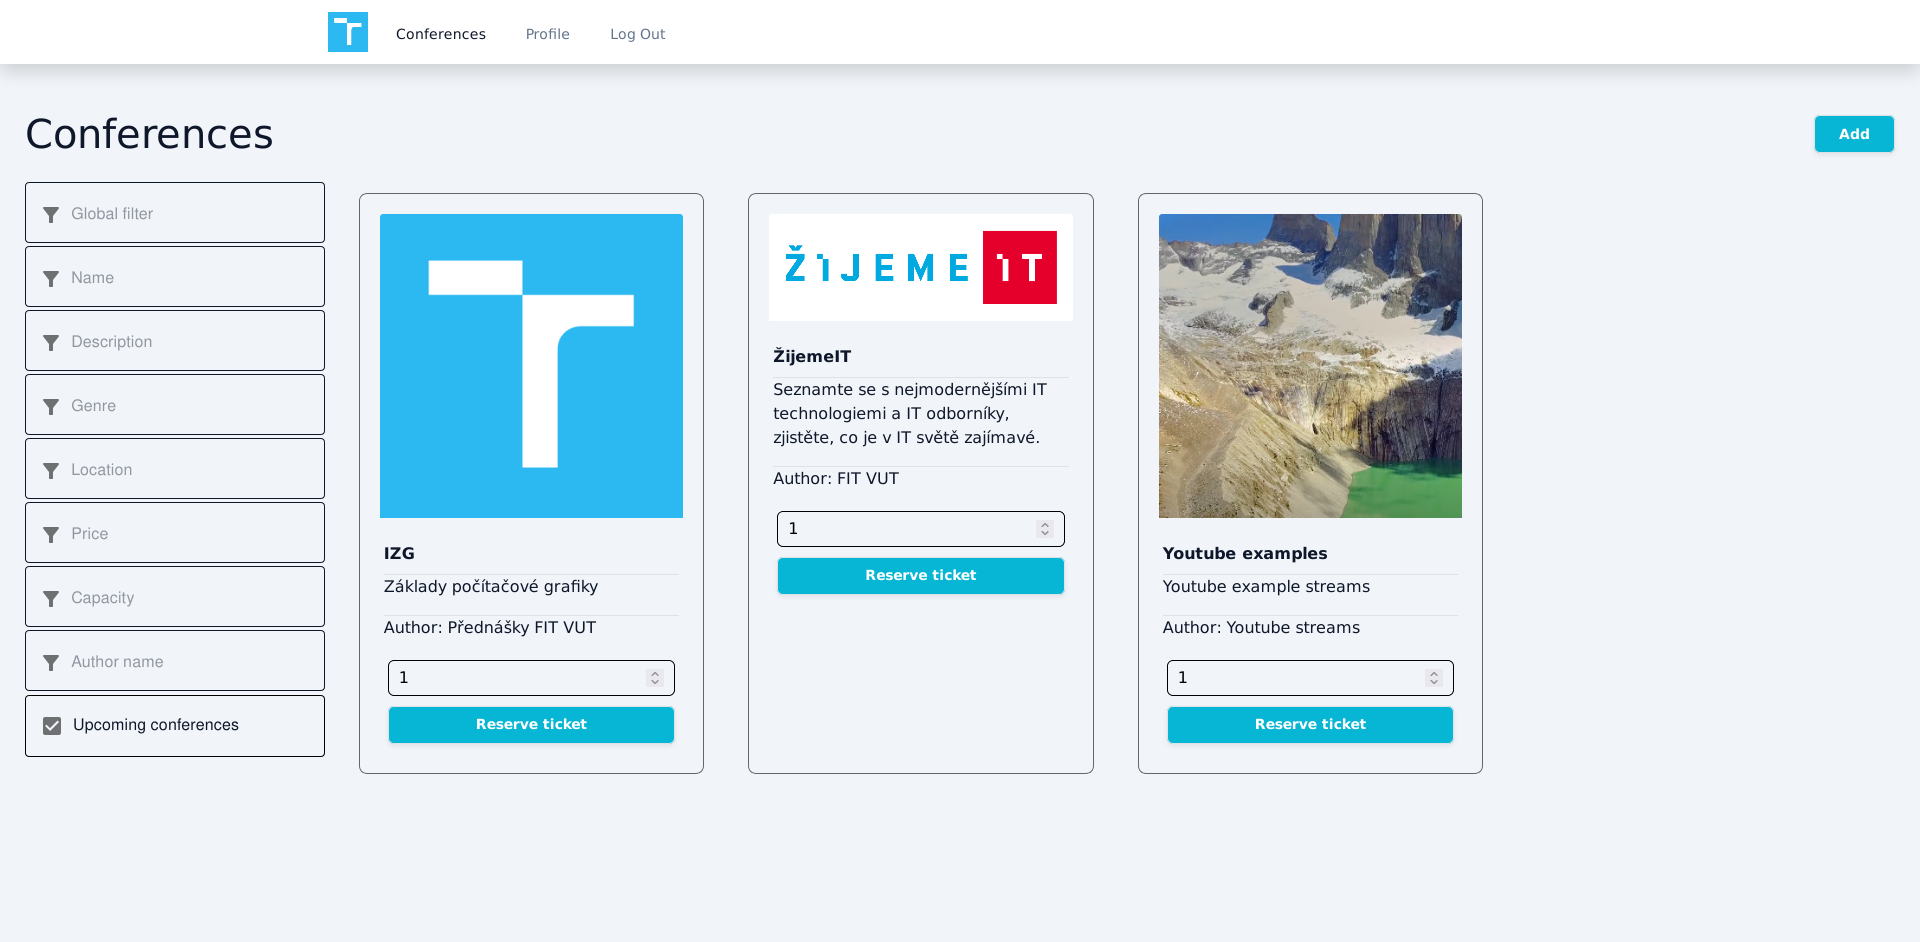 Conferences
Profile
Log Out
Conferences
Add
Global filter
Name
Description
Genre
Location
Price
Capacity
Author name
Upcoming conferences
IZG
Základy počítačové grafiky
Author: Přednášky FIT VUT
1
Reserve ticket
ŽIJEME IT
ŽijemeIT
Seznamte se s nejmodernějšími IT
technologiemi a IT odborníky,
zjistěte, co je v IT světě zajímavé.
Author: FIT VUT
1
Reserve ticket
Youtube examples
Youtube example streams
Author: Youtube streams
1
Reserve ticket